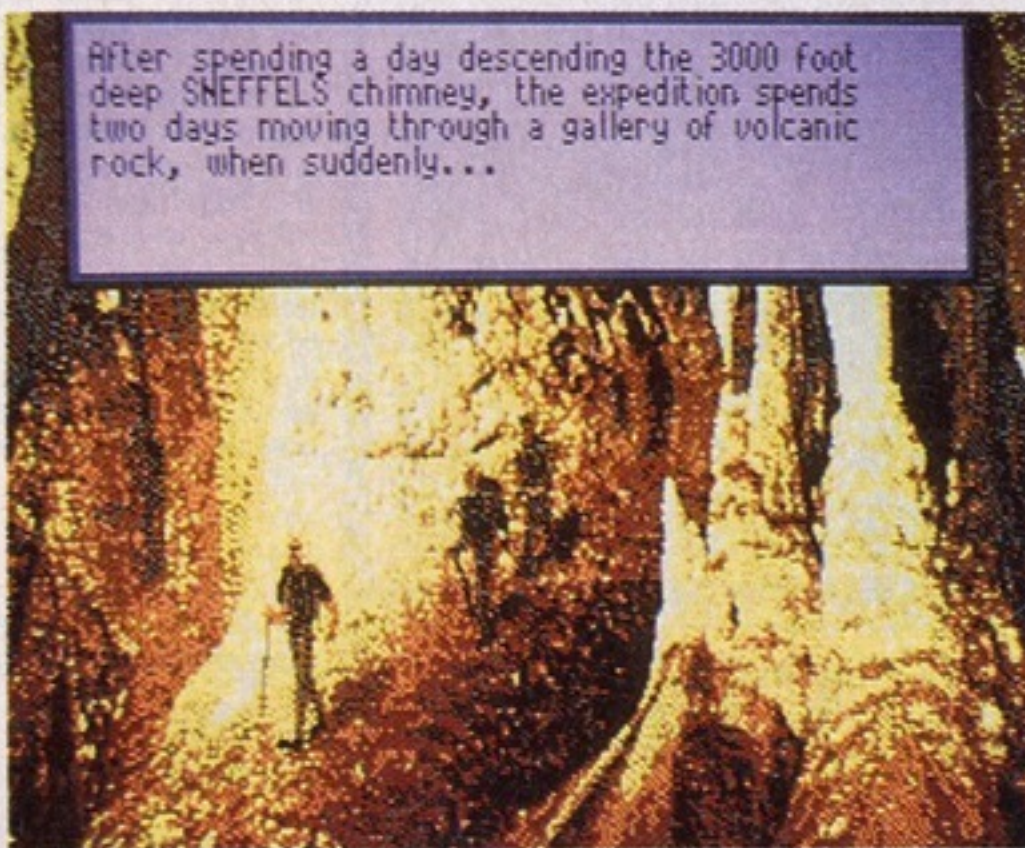 After spending a day descending the 3000 foot
deep SNEFFELS chimney, the expedition spends
two days moving through a gallery of volcanic
rock, when suddenly...